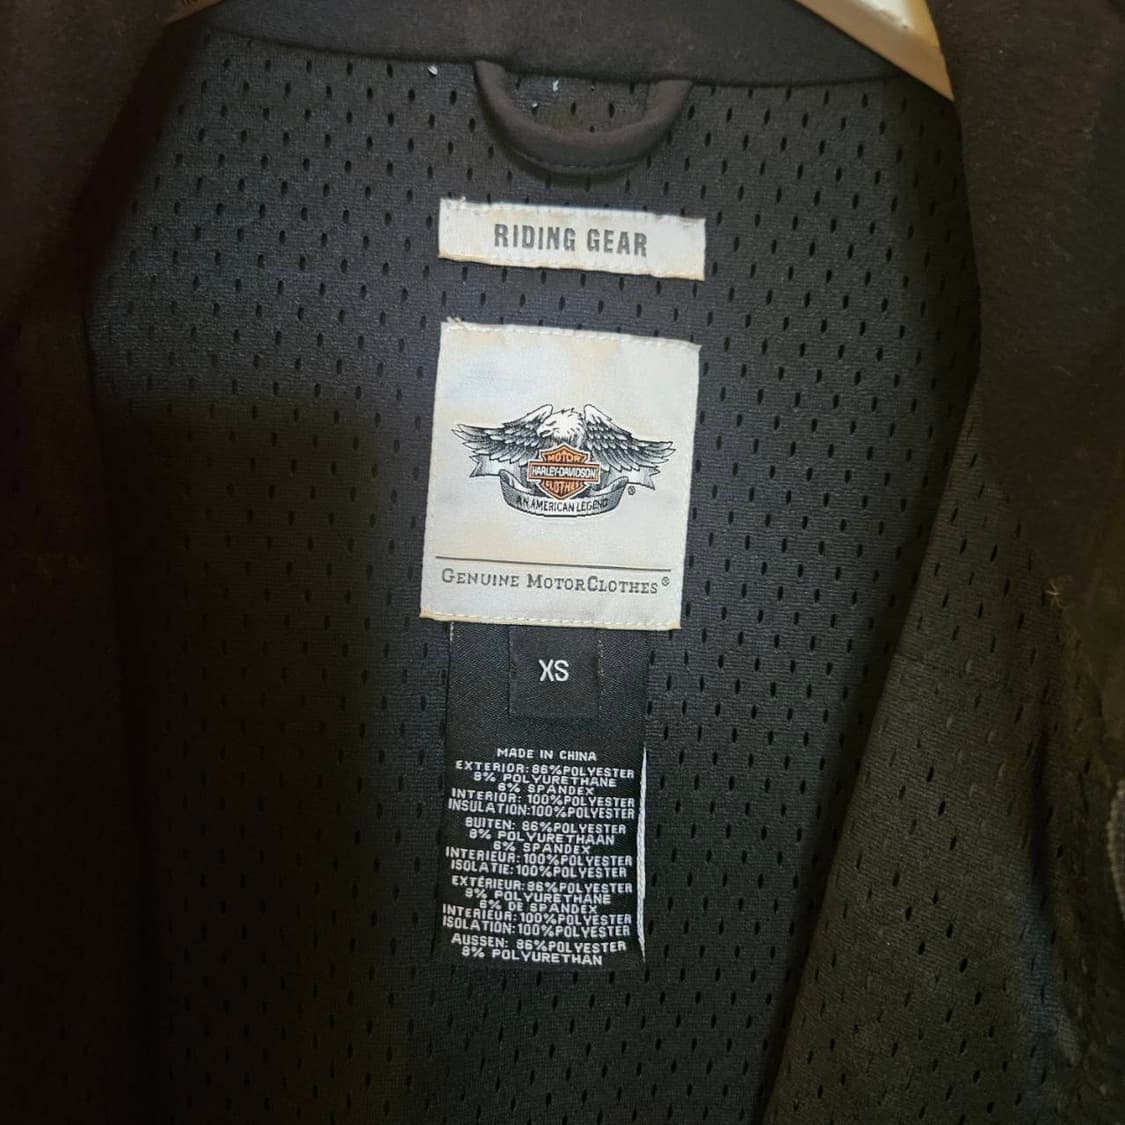 RIDING GEAR
MOTOR
HARLEY-DAVIDSON
CLOTHES
AN AMERICAN LEGEND
®
GENUINE MOTORCLOTHES®
XS
MADE IN CHINA
EXTERIOR: 86%POLYESTER
8% POLYURETHANE
6% SPANDEX
INTERIOR: 100%POLYESTER
INSULATION:100%POLYESTER
BUITEN: 86%POLYESTER
8% POLYURETHAAN
6% SPANDEX
INTERIEUR:100%POLYESTER
ISOLATIE:100%POLYESTER
EXTÉRIEUR:86%POLYESTER
8% POLYURETHANE
6% DE SPANDEX
INTÉRIEUR:100%POLYESTER
ISOLATION:100%POLYESTER
AUSSEN: 86%POLYESTER
8% POLYURETHAN